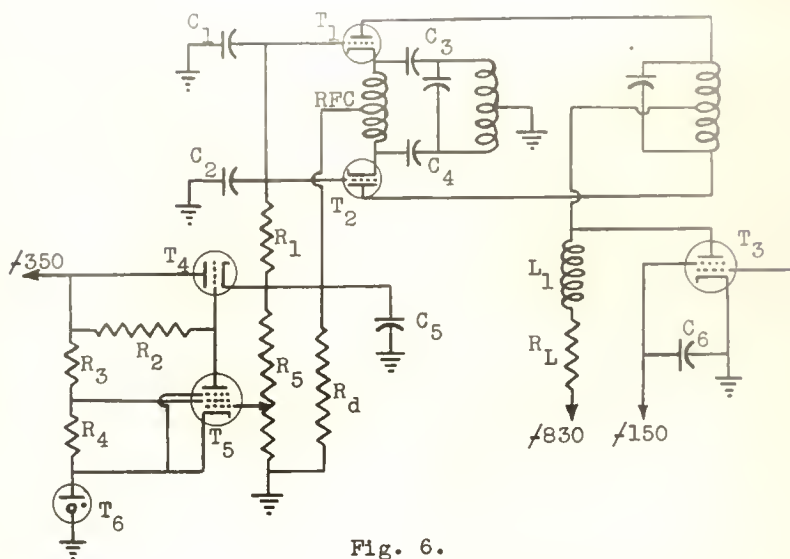 C1
T1
C3
RFC
C2
C4
T2
R1
+350
T4
L1
T3
C5
C6
R2
R3
R5
Rd
RL
R4
T5
+830
+150
T6
Fig. 6.